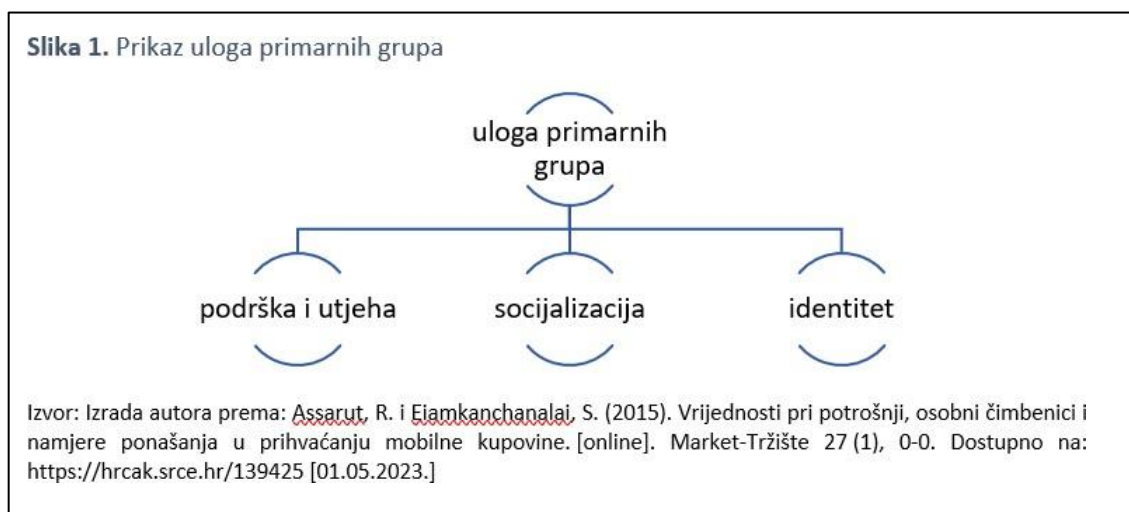 Slika 1. Prikaz uloga primarnih grupa
uloga primarnih
grupa
podrška i utjeha
socijalizacija
identitet
Izvor: Izrada autora prema: Assarut, R. i Eiamkanchanalai, S. (2015). Vrijednosti pri potrošnji, osobni čimbenici i
namjere ponašanja u prihvaćanju mobilne kupovine. [online]. Market-Tržište 27 (1), 0-0. Dostupno na:
https://hrcak.srce.hr/139425 [01.05.2023.]